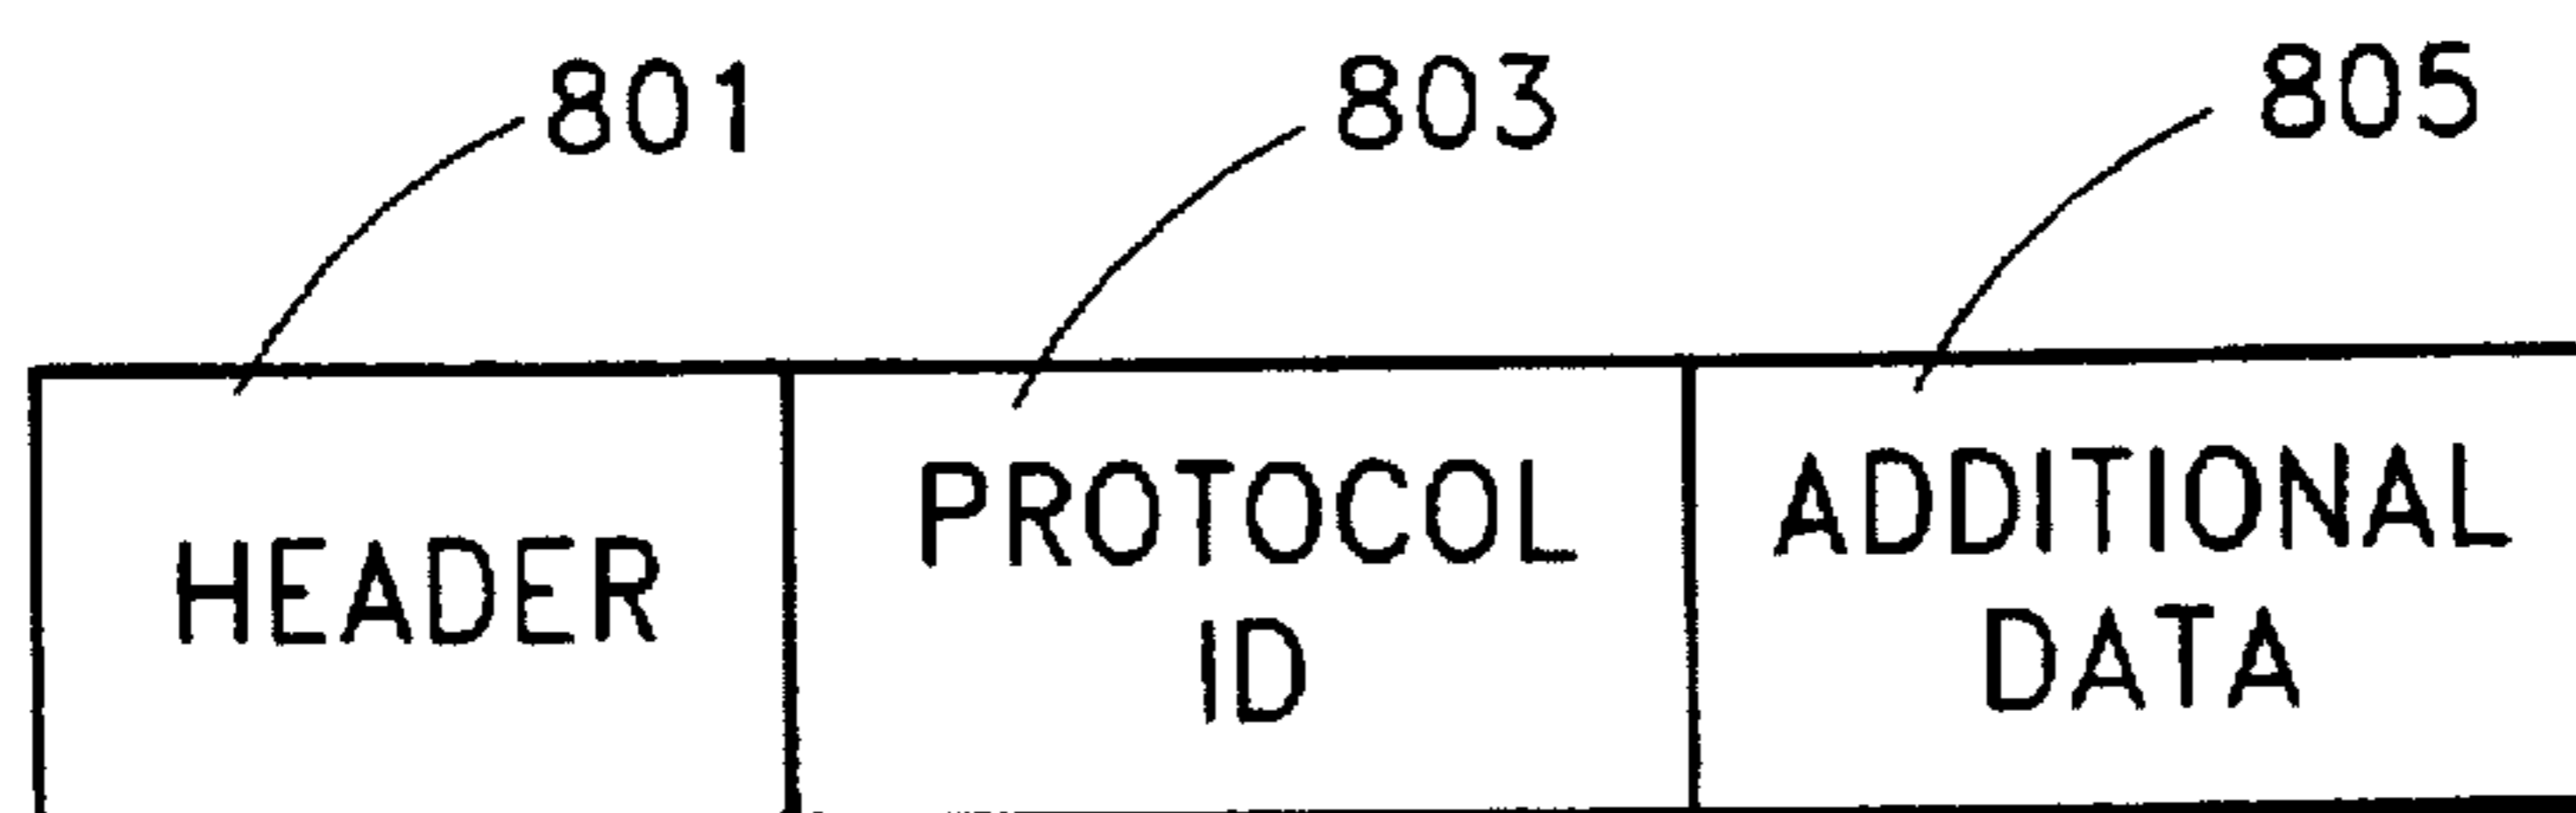 801 803 805
HEADER
PROTOCOL
ID
ADDITIONAL
DATA